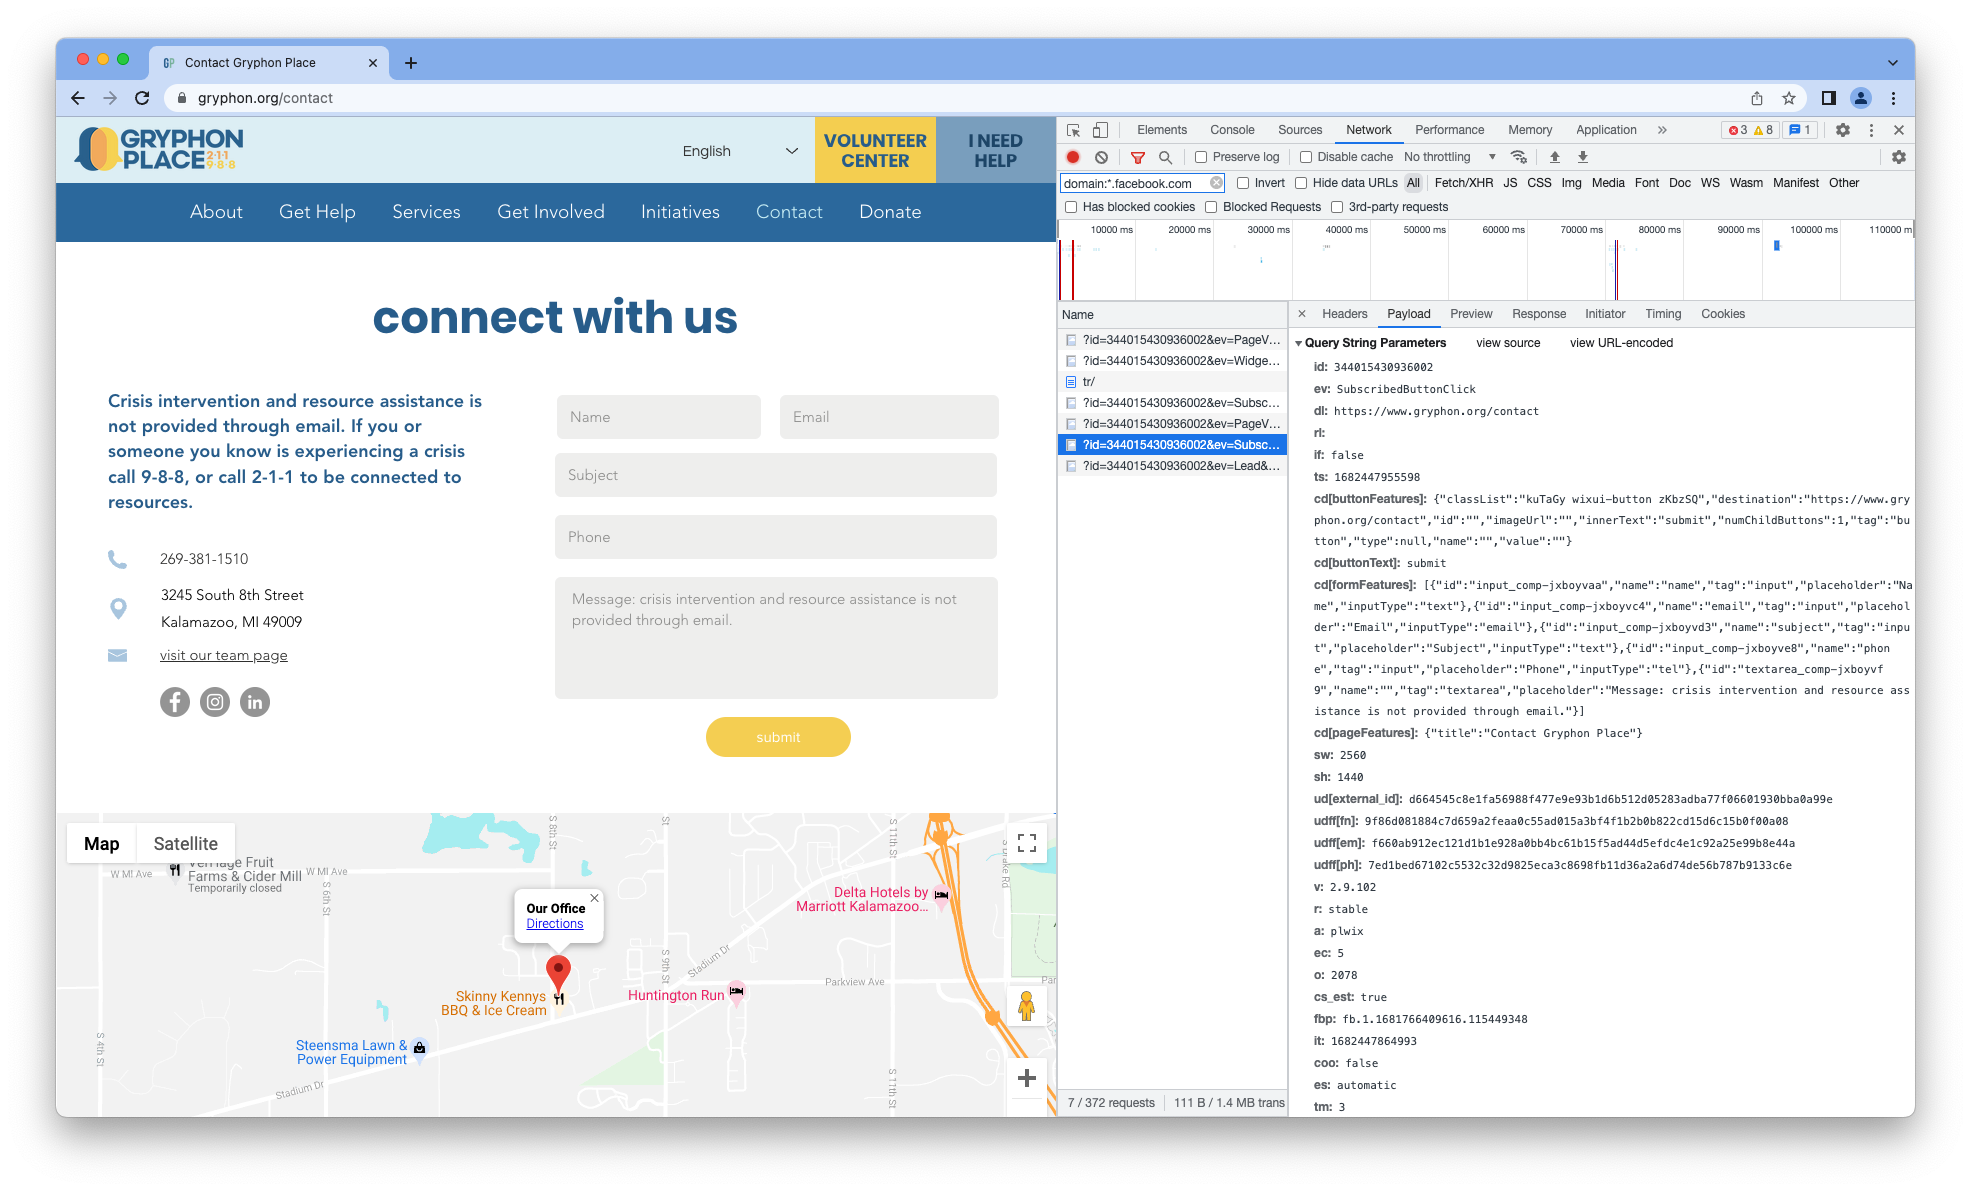 GP Contact Gryphon Place
gryphon.org/contact
GRYPHON
PLACE 2·1·1
9·8·8
English
VOLUNTEER
CENTER
I NEED
HELP
About Get Help Services Get Involved Initiatives Contact Donate
connect with us
Crisis intervention and resource assistance is
not provided through email. If you or
someone you know is experiencing a crisis
call 9-8-8, or call 2-1-1 to be connected to
resources.
269-381-1510
3245 South 8th Street
Kalamazoo, MI 49009
visit our team page
Name Email
Subject
Phone
Message: crisis intervention and resource assistance is not
provided through email.
submit
Map Satellite
Fruit
Farms & Cider Mill
Temporarily closed
W MI Ave
W MI Ave
S 8th St
S 6th St
S 4th St
St
S 9th St
S 11th St
S 11th St
Rd
Our Office
Directions
Delta Hotels by
Marriott Kalamazoo...
Stadium Dr
Parkview Ave
Par
Huntington Run
Skinny Kennys
BBQ & Ice Cream
Steensma Lawn &
Power Equipment
Stadium Dr
Elements Console Sources Network Performance Memory Application » 3 8 1
Preserve log Disable cache No throttling
domain:*.facebook.com Invert Hide data URLs All Fetch/XHR JS CSS Img Media Font Doc WS Wasm Manifest Other
Has blocked cookies Blocked Requests 3rd-party requests
10000 ms 20000 ms 30000 ms 40000 ms 50000 ms 60000 ms 70000 ms 80000 ms 90000 ms 100000 ms 110000 m
Name
?id=344015430936002&ev=PageV...
?id=344015430936002&ev=Widge...
tr/
?id=344015430936002&ev=Subsc...
?id=344015430936002&ev=PageV...
?id=344015430936002&ev=Subsc...
?id=344015430936002&ev=Lead&...
7 / 372 requests 111 B / 1.4 MB trans
Headers Payload Preview Response Initiator Timing Cookies
Query String Parameters view source view URL-encoded
id: 344015430936002
ev: SubscribedButtonClick
dl: https://www.gryphon.org/contact
rl:
if: false
ts: 1682447955598
cd[buttonFeatures]: {"classList":"kuTaGy wixui-button zKbzSQ","destination":"https://www.gry
phon.org/contact","id":"","imageUrl":"","innerText":"submit","numChildButtons":1,"tag":"bu
tton","type":null,"name":"","value":""}
cd[buttonText]: submit
cd[formFeatures]: [{"id":"input_comp-jxboyvaa","name":"name","tag":"input","placeholder":"Na
me","inputType":"text"},{"id":"input_comp-jxboyvc4","name":"email","tag":"input","placehol
der":"Email","inputType":"email"},{"id":"input_comp-jxboyvd3","name":"subject","tag":"inpu
t","placeholder":"Subject","inputType":"text"},{"id":"input_comp-jxboyve8","name":"phon
e","tag":"input","placeholder":"Phone","inputType":"tel"},{"id":"textarea_comp-jxboyvf
9","name":"","tag":"textarea","placeholder":"Message: crisis intervention and resource ass
istance is not provided through email."}]
cd[pageFeatures]: {"title":"Contact Gryphon Place"}
sw: 2560
sh: 1440
ud[external_id]: d664545c8e1fa56988f477e9e93b1d6b512d05283adba77f06601930bba0a99e
udff[fn]: 9f86d081884c7d659a2feaa0c55ad015a3bf4f1b2b0b822cd15d6c15b0f00a08
udff[em]: f660ab912ec121d1b1e928a0bb4bc61b15f5ad44d5efdc4e1c92a25e99b8e44a
udff[ph]: 7ed1bed67102c5532c32d9825eca3c8698fb11d36a2a6d74de56b787b9133c6e
v: 2.9.102
r: stable
a: plwix
ec: 5
o: 2078
cs_est: true
fbp: fb.1.1681766409616.115449348
it: 1682447864993
coo: false
es: automatic
tm: 3